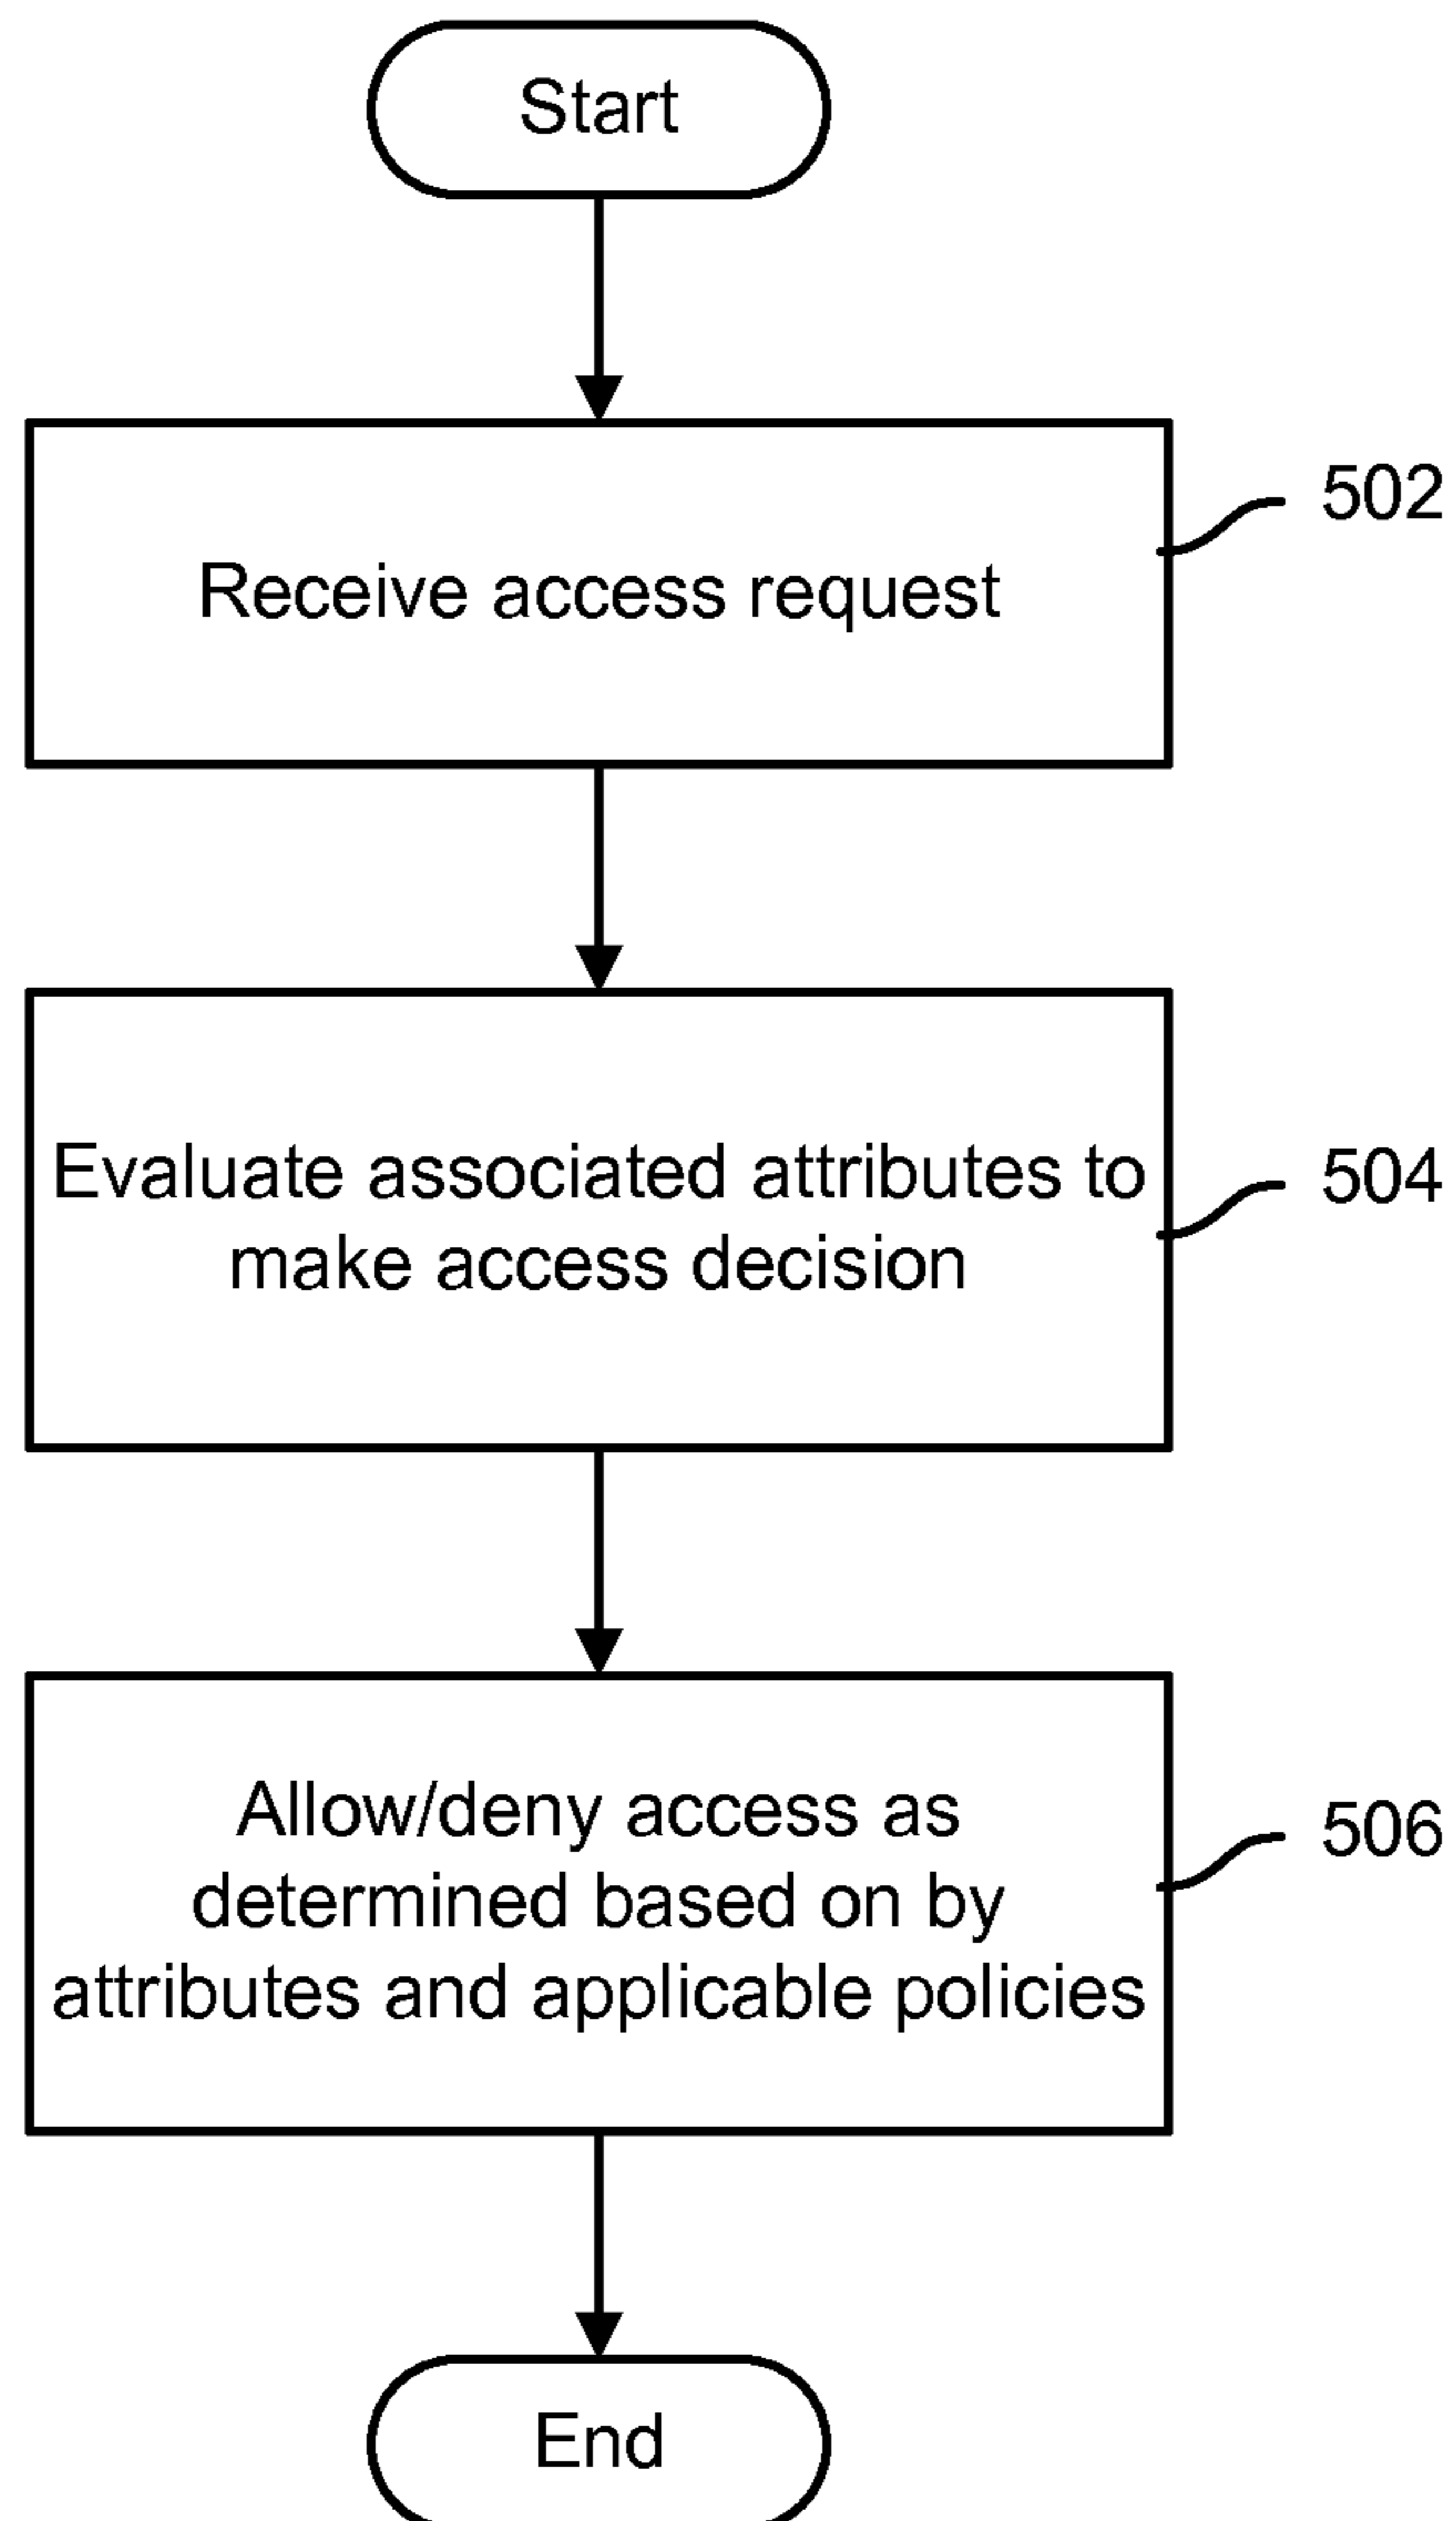 Start
502
Receive access request
504
Evaluate associated attributes to
make access decision
506
Allow/deny access as
determined based on by
attributes and applicable policies
End